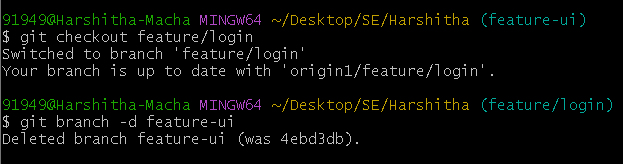 91949@Harshitha-Macha MINGW64 ~/Desktop/SE/Harshitha (feature-ui)
$ git checkout feature/login
Switched to branch 'feature/login'
Your branch is up to date with 'origin1/feature/login'.
91949@Harshitha-Macha MINGW64 ~/Desktop/SE/Harshitha (feature/login)
$ git branch -d feature-ui
Deleted branch feature-ui (was 4ebd3db).